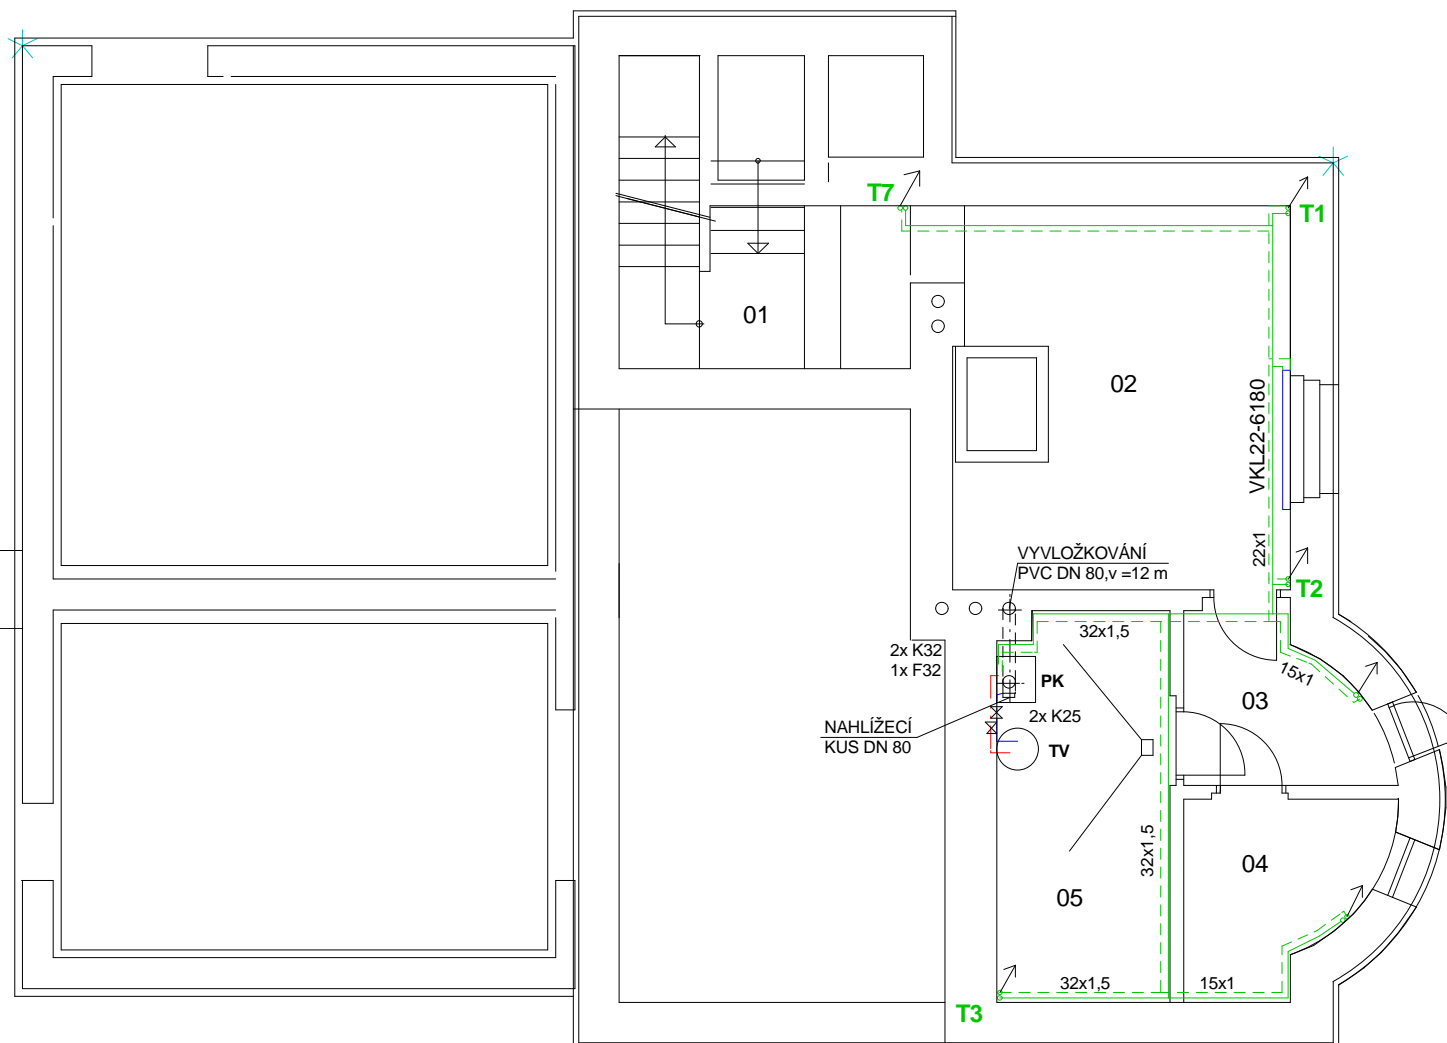 T7
T1
01
02
VKL22-6180
22x1
VYVLOŽKOVÁNÍ
PVC DN 80,v =12 m
T2
32x1,5
2x K32
1x F32
PK
15x1
03
2x K25
NAHLÍŽECÍ
KUS DN 80
TV
32x1,5
04
05
32x1,5
15x1
T3